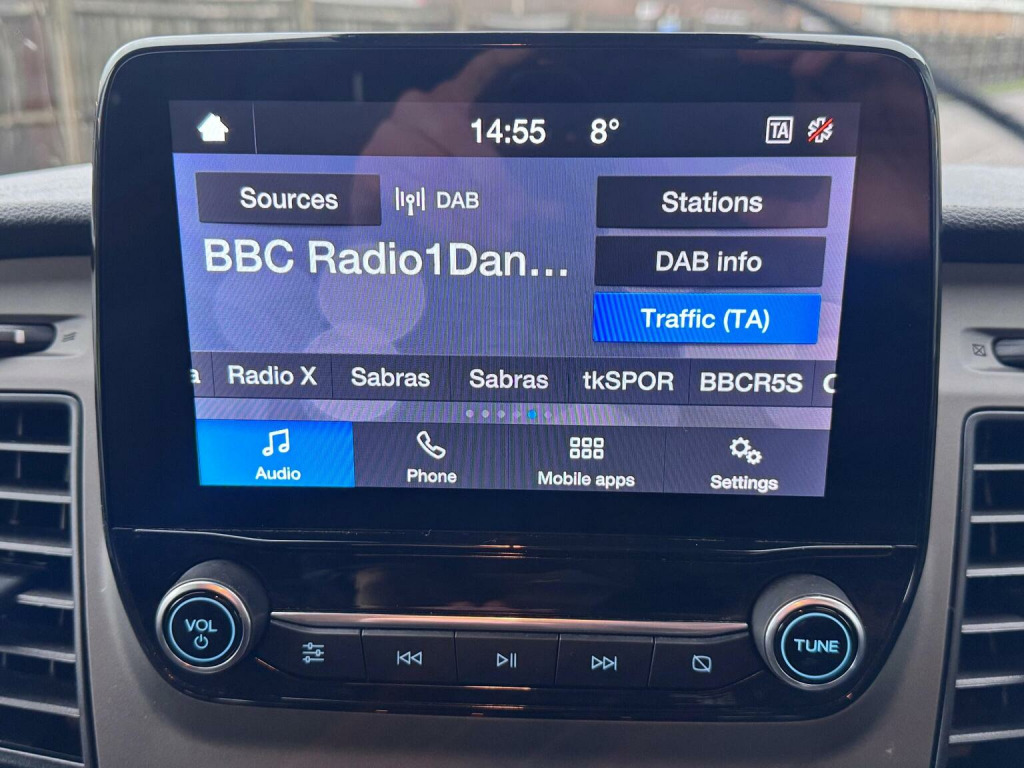 14:55 8° TA
Sources DAB Stations
BBC Radio1Dan... DAB info
Traffic (TA)
a Radio X Sabras Sabras tkSPOR BBCR5S
Audio Phone Mobile apps Settings
VOL TUNE